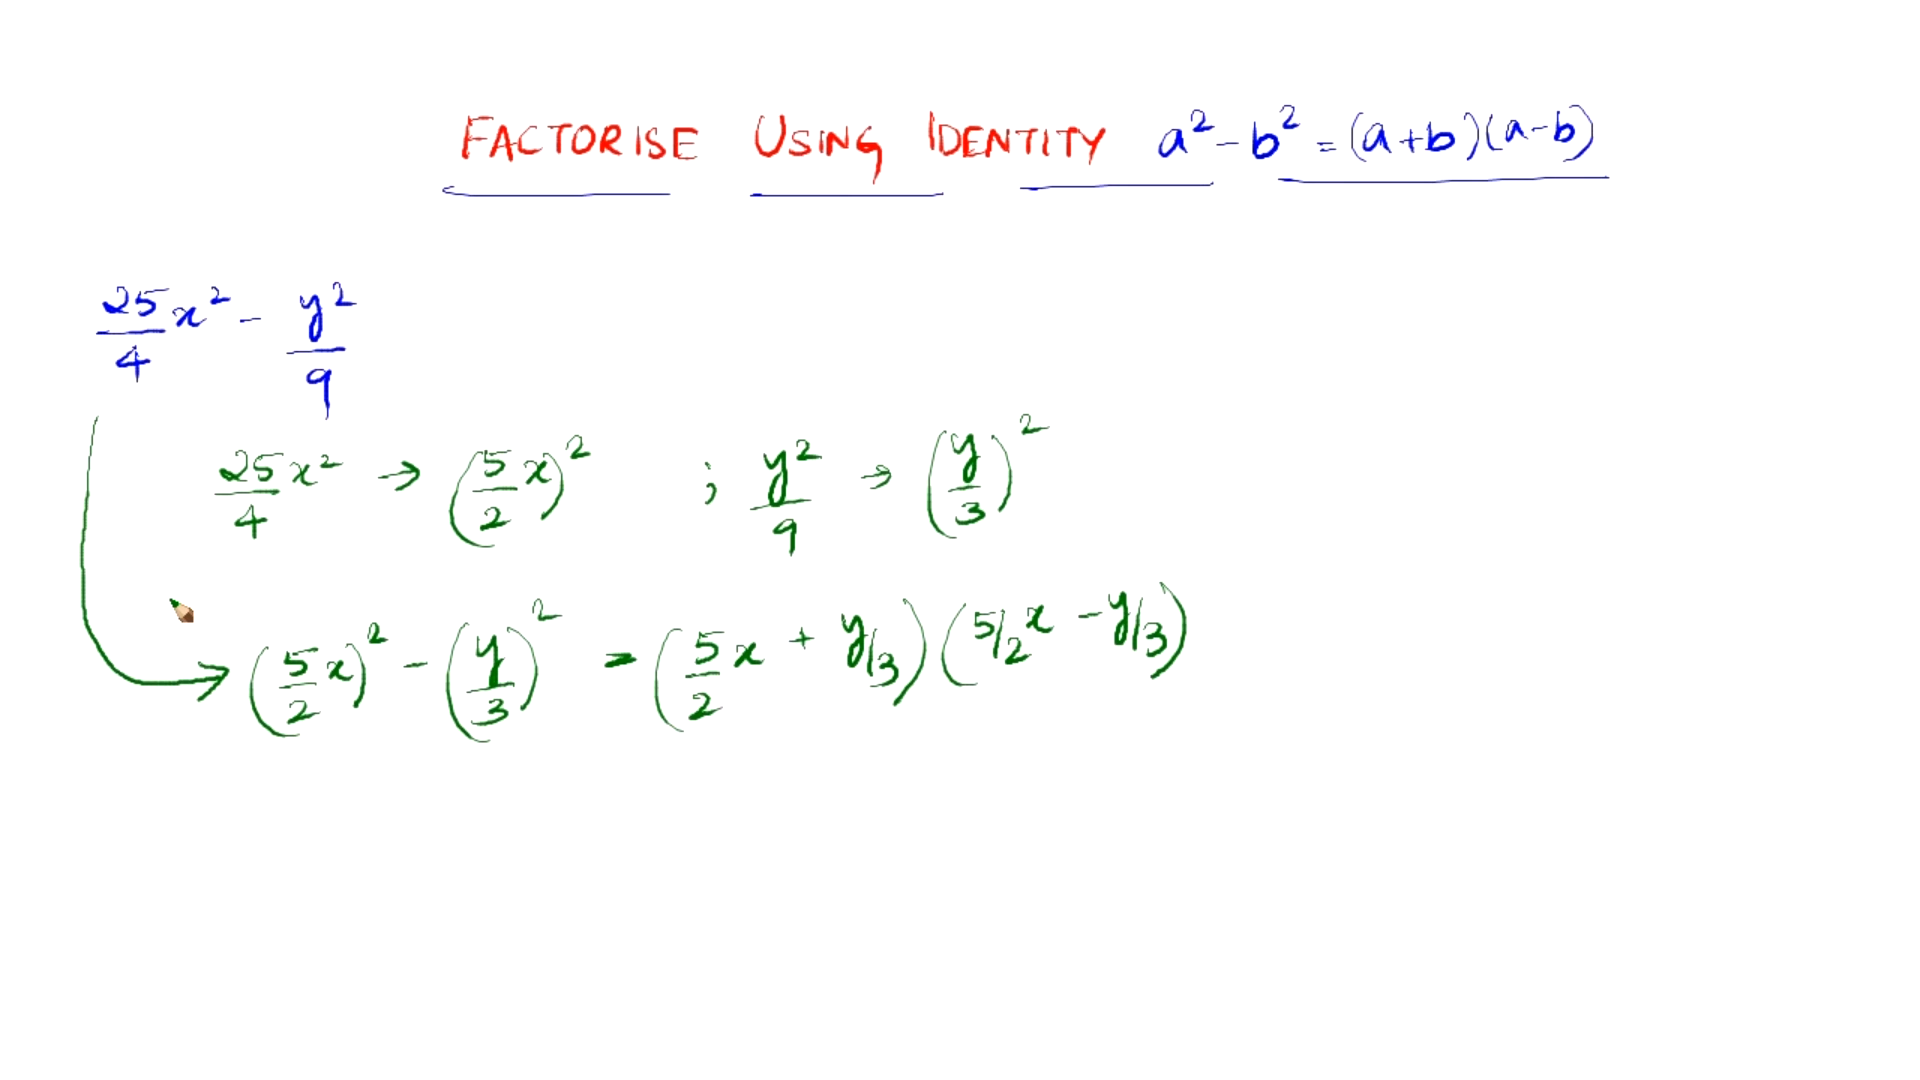 FACTORISE USING IDENTITY a² - b² = (a+b)(a-b)
25/4 x² - y²/9
25/4 x² → (5/2 x)² ; y²/9 → (y/3)²
→ (5/2 x)² - (y/3)² = (5/2 x + y/3)(5/2 x - y/3)